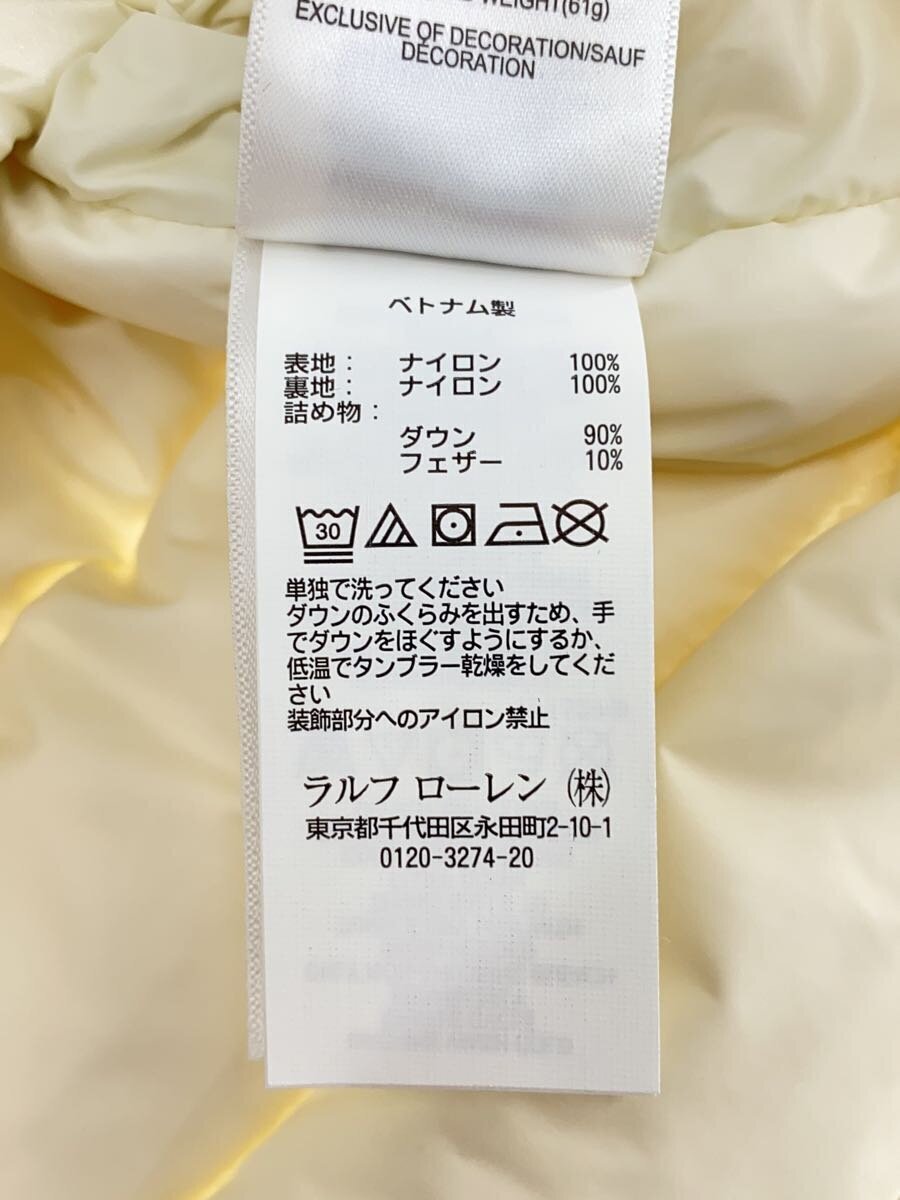 WEIGHT(61g)
EXCLUSIVE OF DECORATION/SAUF
DÉCORATION
ベトナム製
表地: ナイロン 100%
裏地: ナイロン 100%
詰め物:
ダウン 90%
フェザー 10%
30
単独で洗ってください
ダウンのふくらみを出すため、手
でダウンをほぐすようにするか、
低温でタンブラー乾燥をしてくだ
さい
装飾部分へのアイロン禁止
ラルフ ローレン (株)
東京都千代田区永田町2-10-1
0120-3274-20